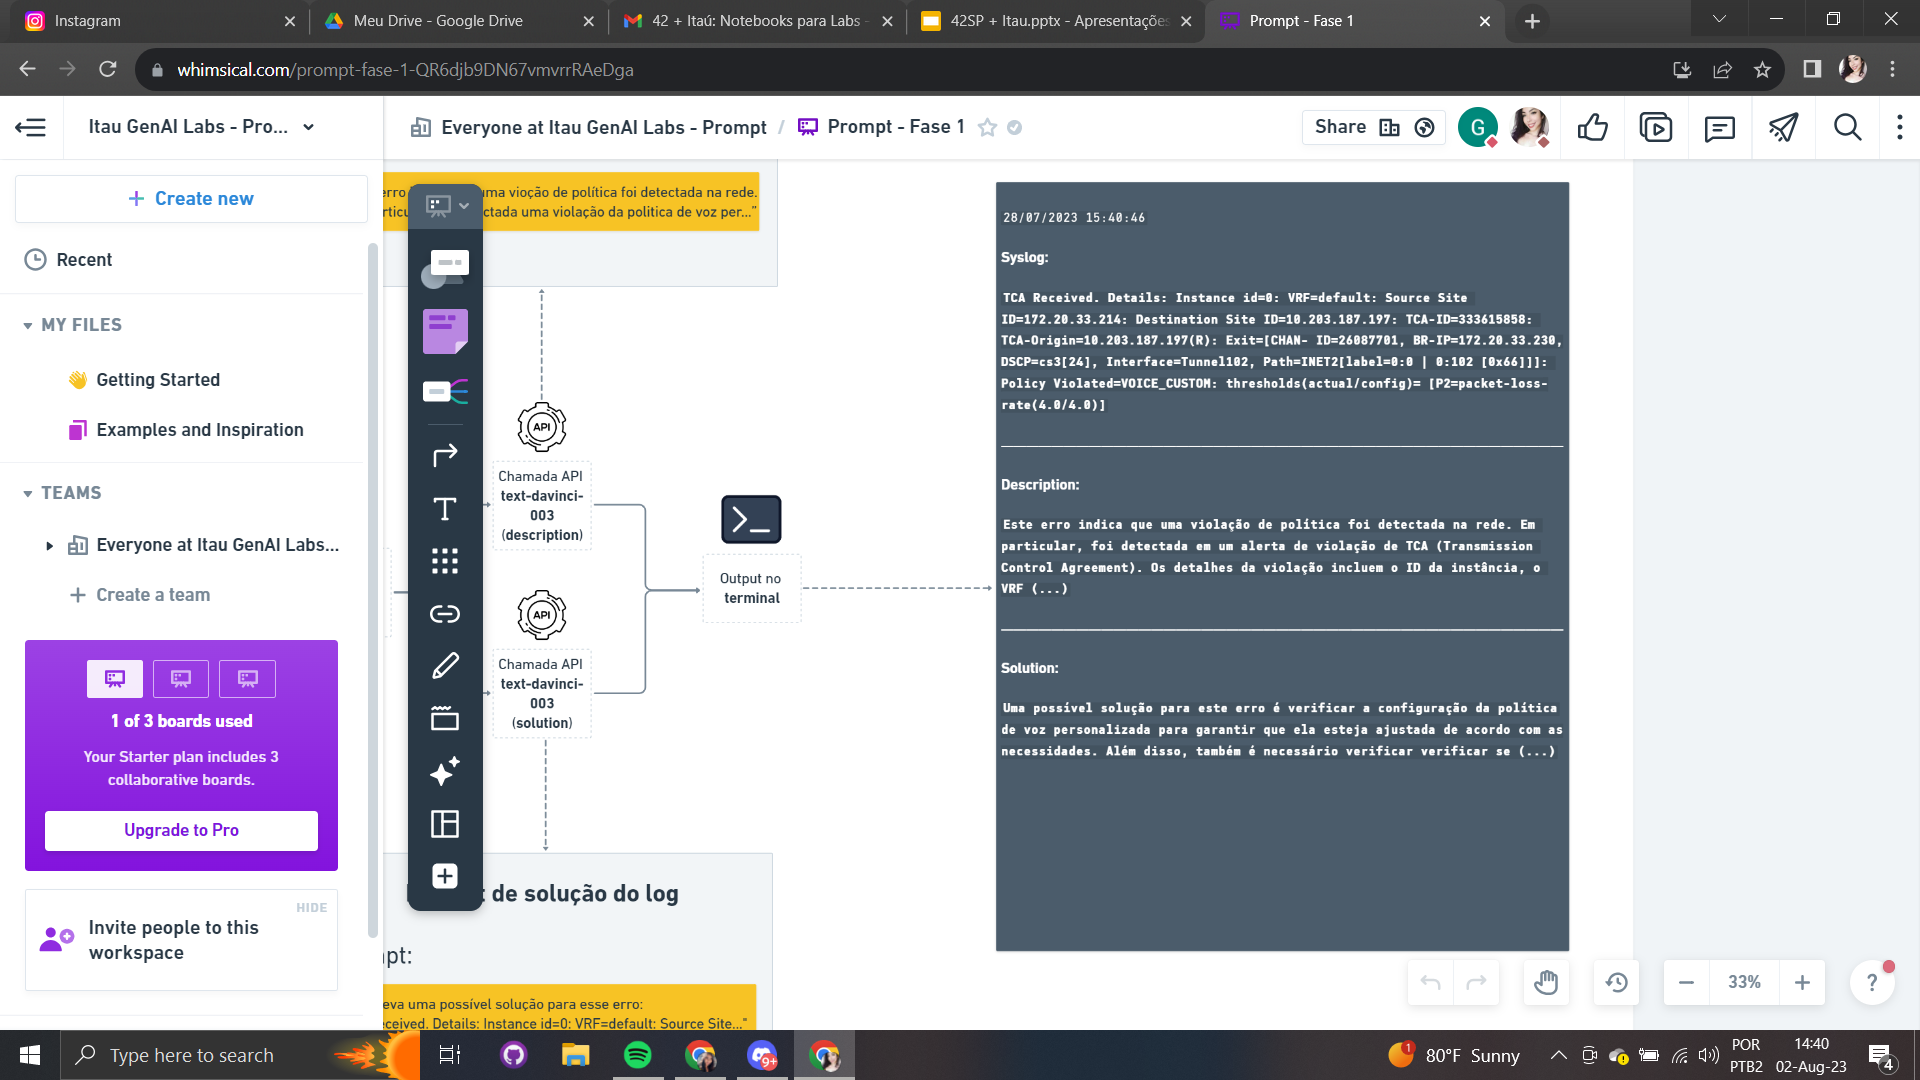 Instagram
Meu Drive - Google Drive
42 + Itaú: Notebooks para Labs -
42SP + Itau.pptx - Apresentações
Prompt - Fase 1
whimsical.com/prompt-fase-1-QR6djb9DN67vmvrrRAeDga
Itau GenAI Labs - Pro...
Everyone at Itau GenAI Labs - Prompt / Prompt - Fase 1
Share
G
+ Create new
Recent
MY FILES
Getting Started
Examples and Inspiration
TEAMS
Everyone at Itau GenAI Labs...
+ Create a team
1 of 3 boards used
Your Starter plan includes 3
collaborative boards.
Upgrade to Pro
HIDE
Invite people to this
workspace
erro
uma vioção de política foi detectada na rede.
ctada uma violação da politica de voz per..."
API
Chamada API
text-davinci-
003
(description)
API
Chamada API
text-davinci-
003
(solution)
Output no
terminal
de solução do log
eva uma possível solução para esse erro:
eceived. Details: Instance id=0: VRF=default: Source Site..."
28/07/2023 15:40:46
Syslog:
TCA Received. Details: Instance id=0: VRF=default: Source Site
ID=172.20.33.214: Destination Site ID=10.203.187.197: TCA-ID=333615858:
TCA-Origin=10.203.187.197(R): Exit=[CHAN- ID=26087701, BR-IP=172.20.33.230,
DSCP=cs3[24], Interface=Tunnel102, Path=INET2[label=0:0 | 0:102 [0x66]]]:
Policy Violated=VOICE_CUSTOM: thresholds(actual/config)= [P2=packet-loss-
rate(4.0/4.0)]
Description:
Este erro indica que uma violação de política foi detectada na rede. Em
particular, foi detectada em um alerta de violação de TCA (Transmission
Control Agreement). Os detalhes da violação incluem o ID da instância, o
VRF (...)
Solution:
Uma possível solução para este erro é verificar a configuração da política
de voz personalizada para garantir que ela esteja ajustada de acordo com as
necessidades. Além disso, também é necessário verificar verificar se (...)
33%
?
Type here to search
9+
1
80°F Sunny
POR
PTB2
14:40
02-Aug-23
4